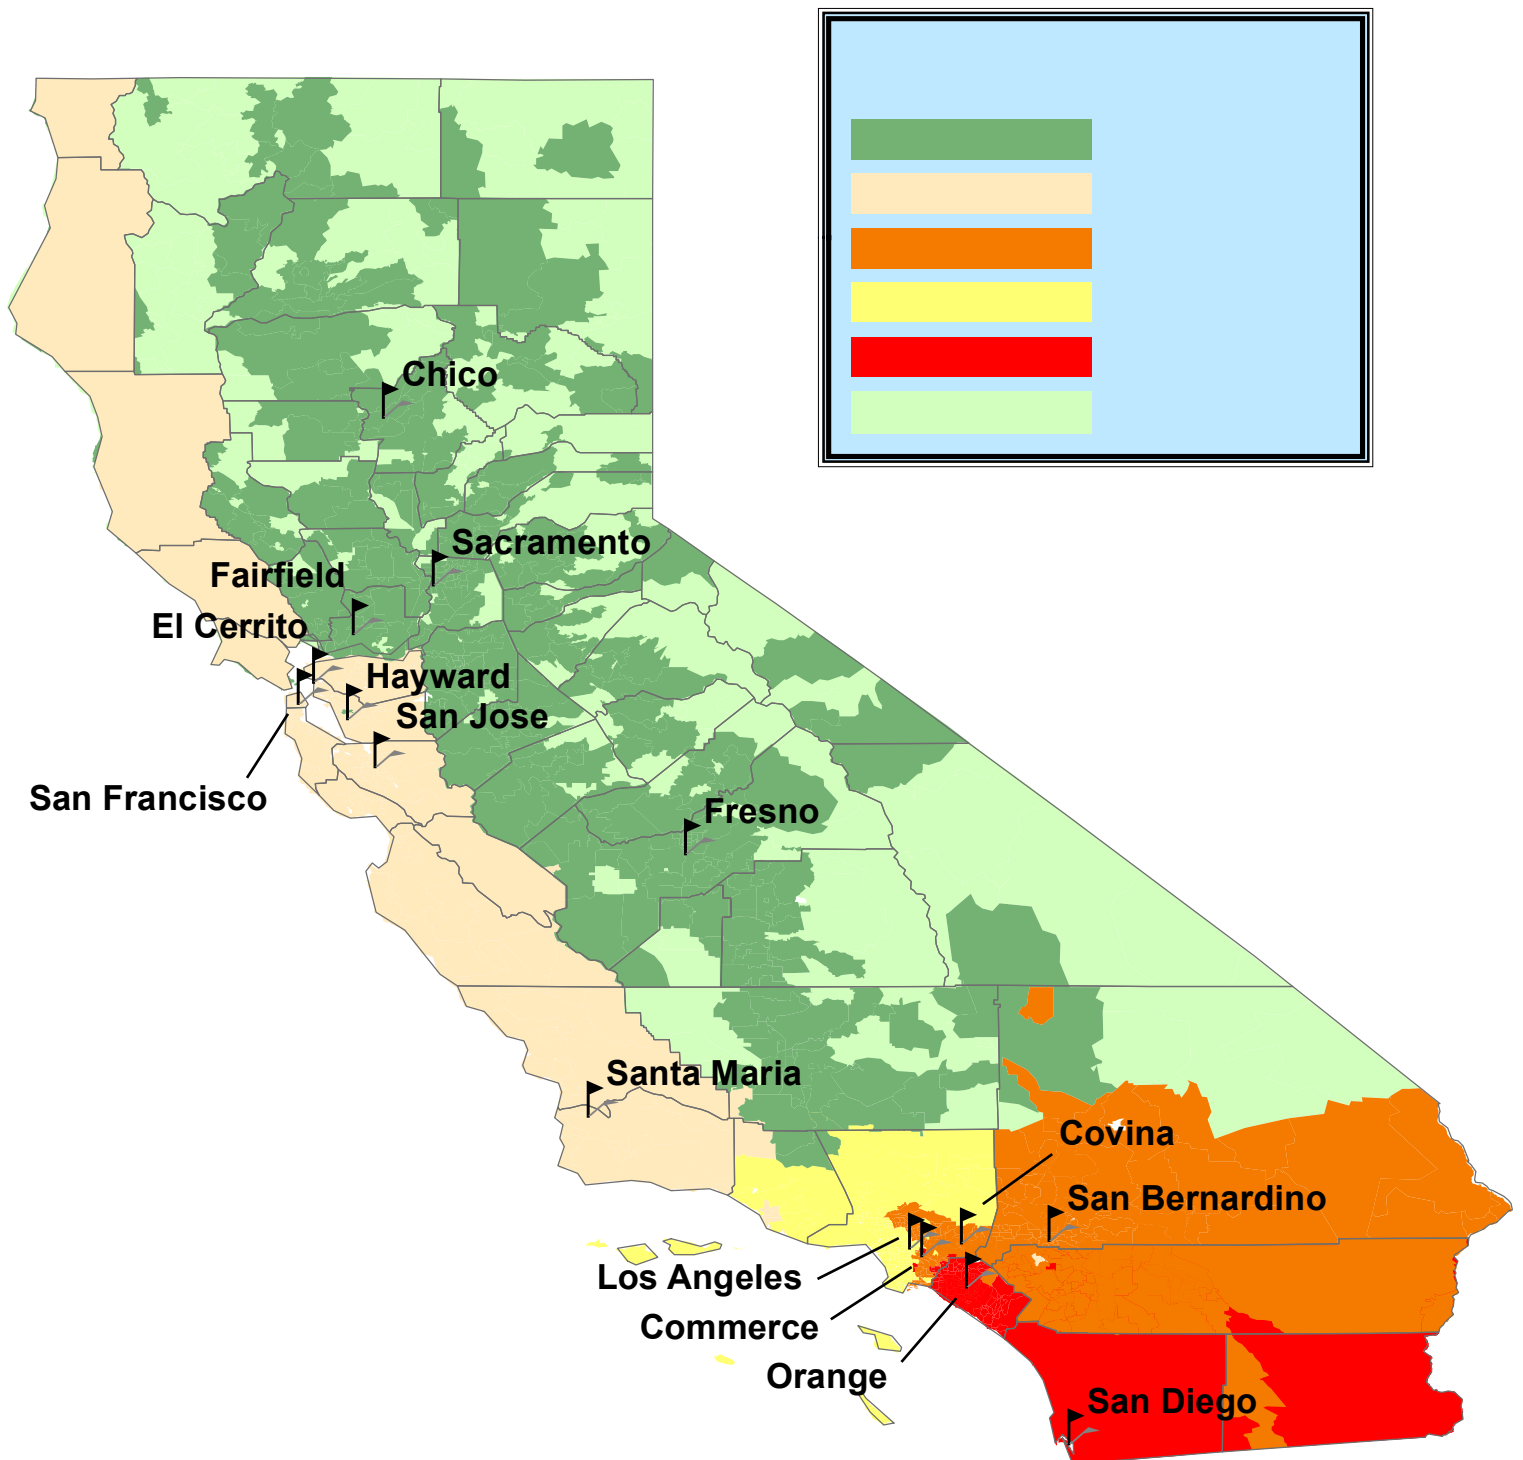 Chico
Sacramento
Fairfield
El Cerrito
Hayward
San Jose
San Francisco
Fresno
Santa Maria
Covina
San Bernardino
Los Angeles
Commerce
Orange
San Diego